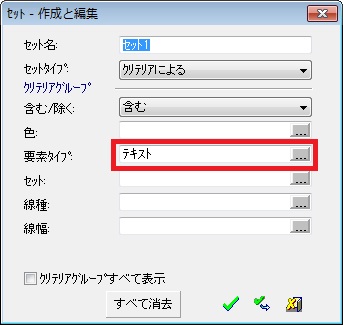 ｾｯﾄ - 作成と編集
ｾｯﾄ名: ｾｯﾄ1
ｾｯﾄﾀｲﾌﾟ: ｸﾘﾃﾘｱによる
ｸﾘﾃﾘｱｸﾞﾙｰﾌﾟ
含む/除く: 含む
色: ...
要素ﾀｲﾌﾟ: ﾃｷｽﾄ ...
ｾｯﾄ: ...
線種: ...
線幅: ...
ｸﾘﾃﾘｱｸﾞﾙｰﾌﾟすべて表示
すべて消去